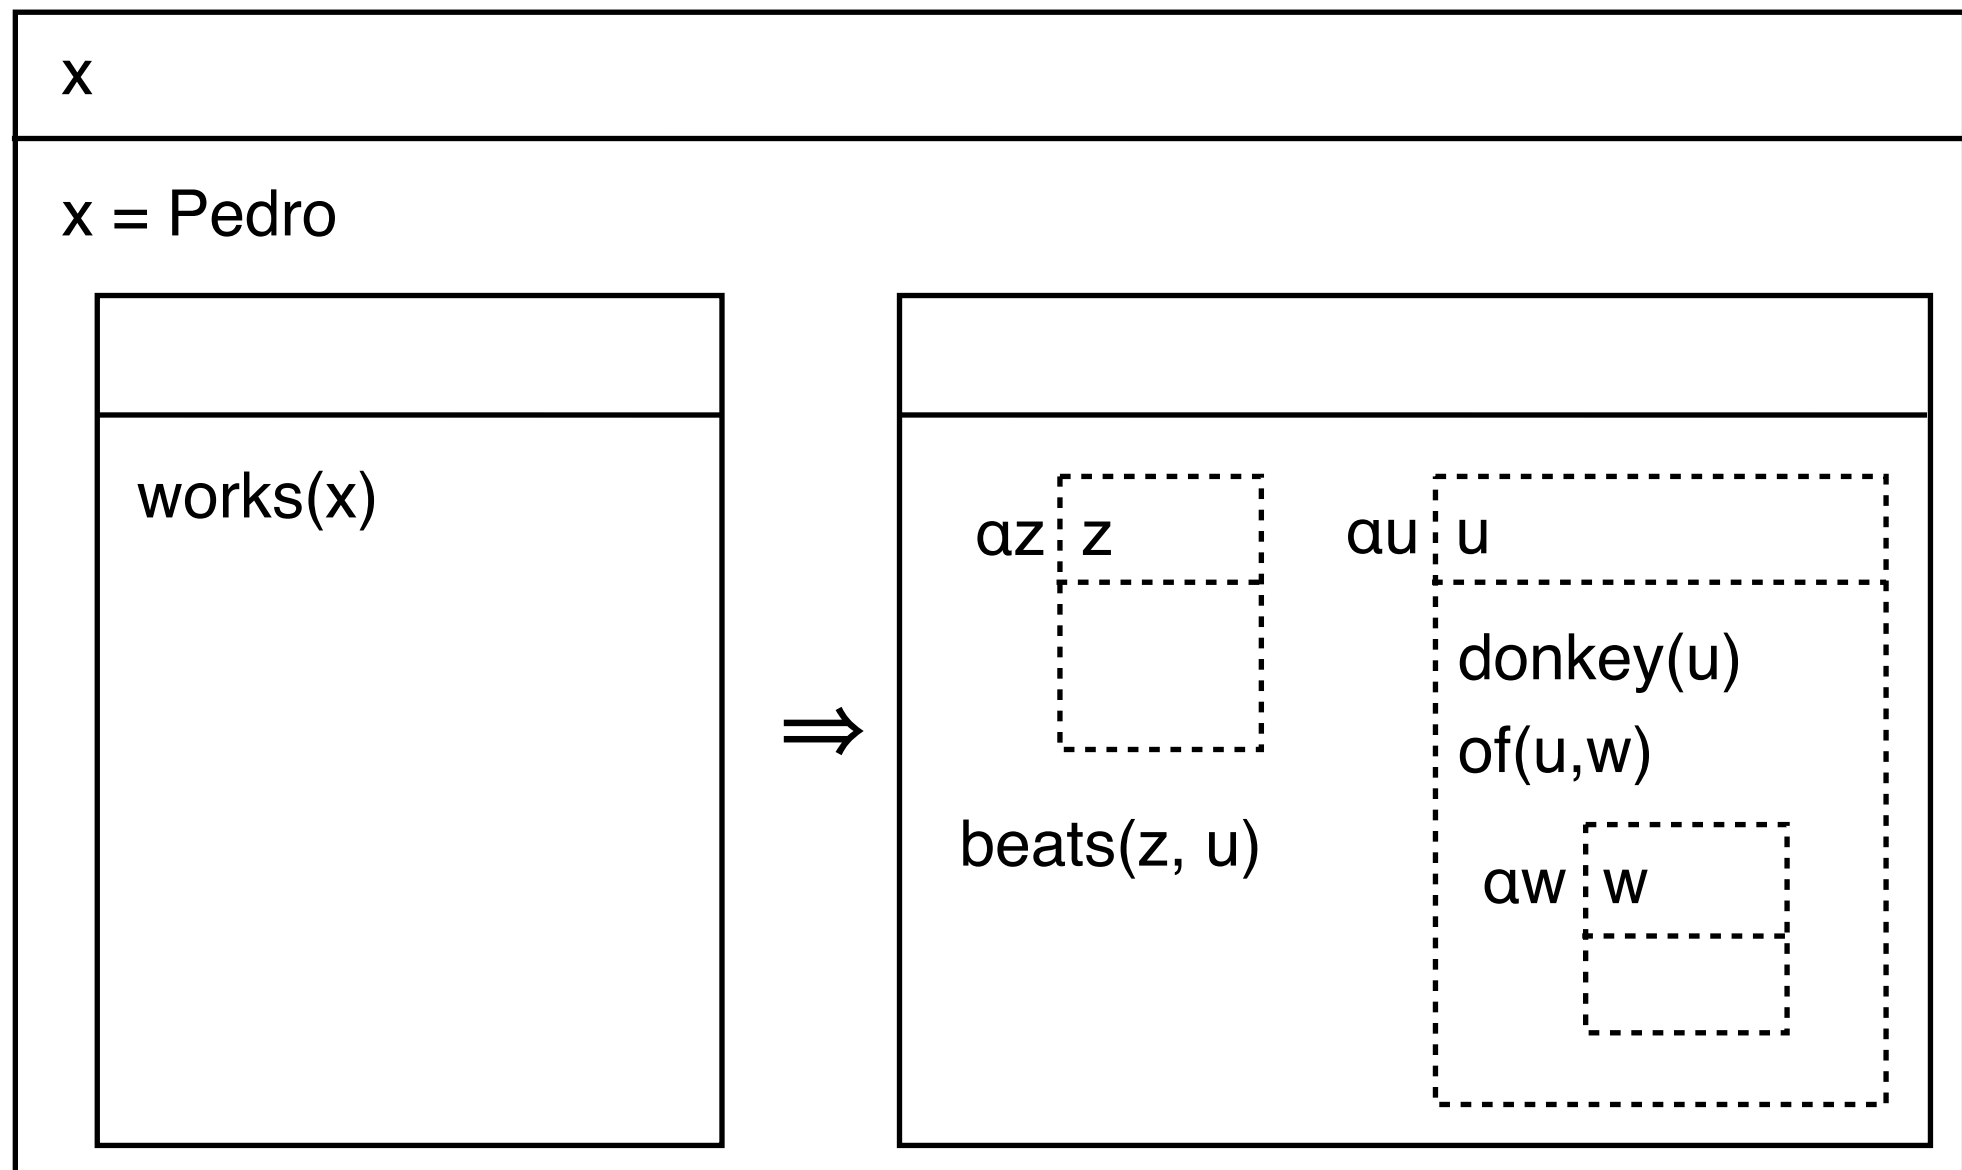 x
x = Pedro
works(x)
⇒
αz z
beats(z, u)
αu u
donkey(u)
of(u,w)
αw w